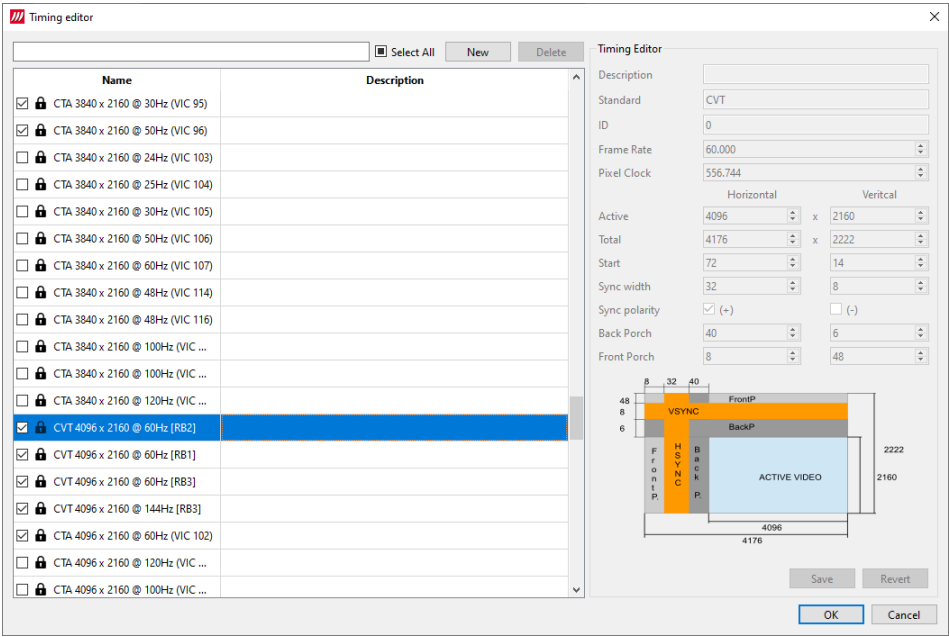 Timing editor
Select All New Delete
Name Description
CTA 3840 x 2160 @ 30Hz (VIC 95)
CTA 3840 x 2160 @ 50Hz (VIC 96)
CTA 3840 x 2160 @ 24Hz (VIC 103)
CTA 3840 x 2160 @ 25Hz (VIC 104)
CTA 3840 x 2160 @ 30Hz (VIC 105)
CTA 3840 x 2160 @ 50Hz (VIC 106)
CTA 3840 x 2160 @ 60Hz (VIC 107)
CTA 3840 x 2160 @ 48Hz (VIC 114)
CTA 3840 x 2160 @ 48Hz (VIC 116)
CTA 3840 x 2160 @ 100Hz (VIC ...
CTA 3840 x 2160 @ 100Hz (VIC ...
CTA 3840 x 2160 @ 120Hz (VIC ...
CVT 4096 x 2160 @ 60Hz [RB2]
CVT 4096 x 2160 @ 60Hz [RB1]
CVT 4096 x 2160 @ 60Hz [RB3]
CVT 4096 x 2160 @ 144Hz [RB3]
CTA 4096 x 2160 @ 60Hz (VIC 102)
CTA 4096 x 2160 @ 120Hz (VIC ...
CTA 4096 x 2160 @ 100Hz (VIC ...
Timing Editor
Description
Standard CVT
ID 0
Frame Rate 60.000
Pixel Clock 556.744
Horizontal Veritcal
Active 4096 x 2160
Total 4176 x 2222
Start 72 14
Sync width 32 8
Sync polarity (+) (-)
Back Porch 40 6
Front Porch 8 48
8 32 40
48 FrontP
8 VSYNC
6 BackP
Front P. HSYNC Back P. ACTIVE VIDEO
2222
2160
4096
4176
Save Revert
OK Cancel